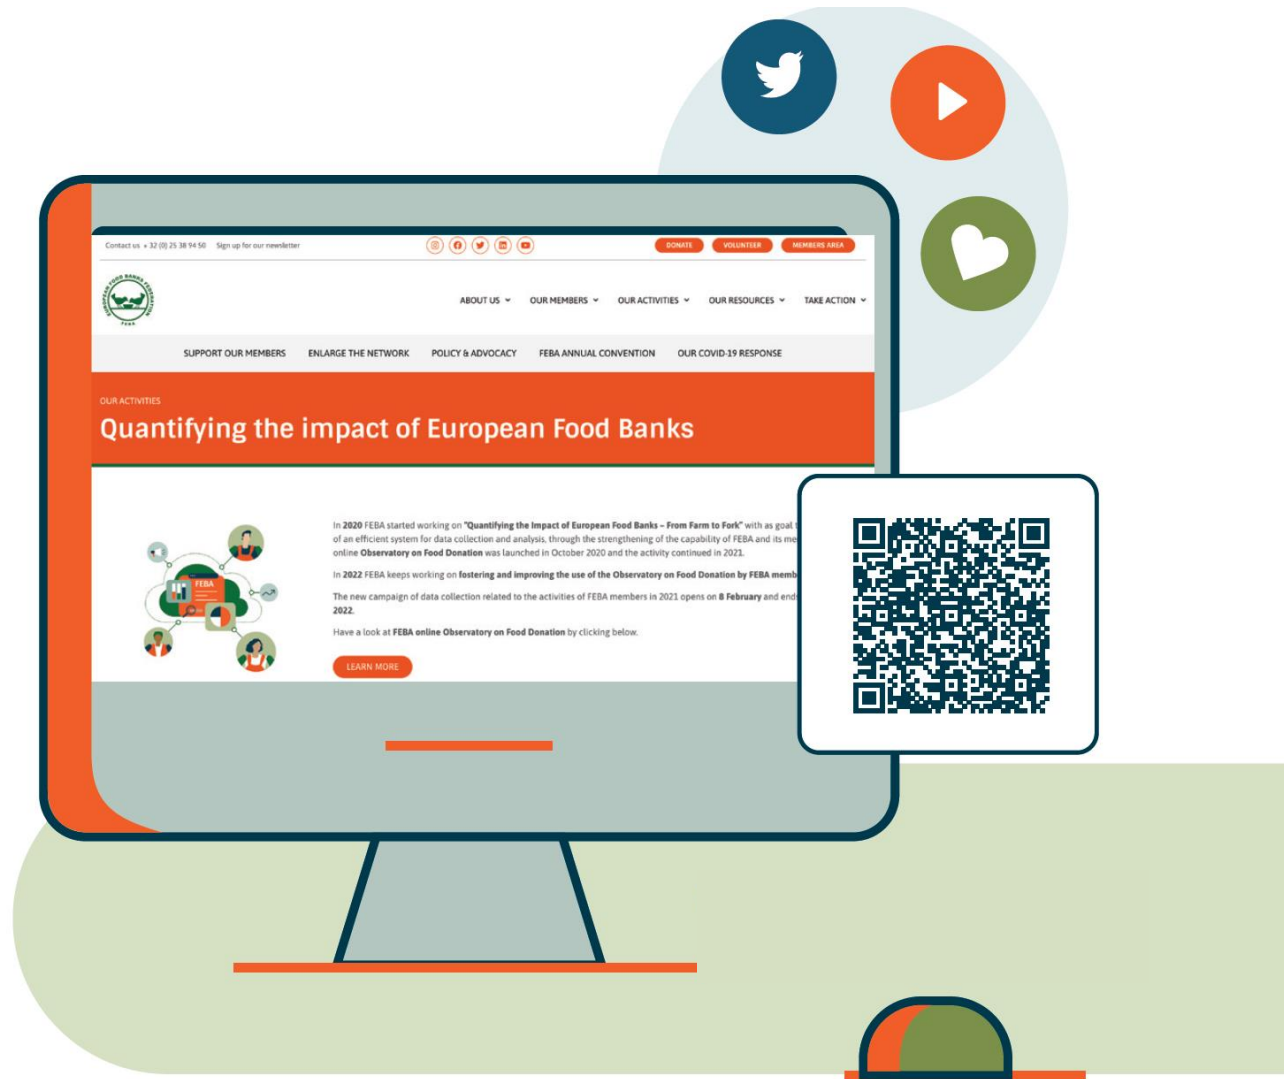 Contact us + 32 (0) 25 38 94 50 Sign up for our newsletter
DONATE VOLUNTEER MEMBERS AREA
EUROPEAN FOOD BANKS FEDERATION
FEBA
ABOUT US OUR MEMBERS OUR ACTIVITIES OUR RESOURCES TAKE ACTION
SUPPORT OUR MEMBERS ENLARGE THE NETWORK POLICY & ADVOCACY FEBA ANNUAL CONVENTION OUR COVID-19 RESPONSE
OUR ACTIVITIES
Quantifying the impact of European Food Banks
In 2020 FEBA started working on "Quantifying the Impact of European Food Banks – From Farm to Fork" with as goal
of an efficient system for data collection and analysis, through the strengthening of the capability of FEBA and its me
online Observatory on Food Donation was launched in October 2020 and the activity continued in 2021.
In 2022 FEBA keeps working on fostering and improving the use of the Observatory on Food Donation by FEBA memb
The new campaign of data collection related to the activities of FEBA members in 2021 opens on 8 February and end
2022.
Have a look at FEBA online Observatory on Food Donation by clicking below.
FEBA
LEARN MORE